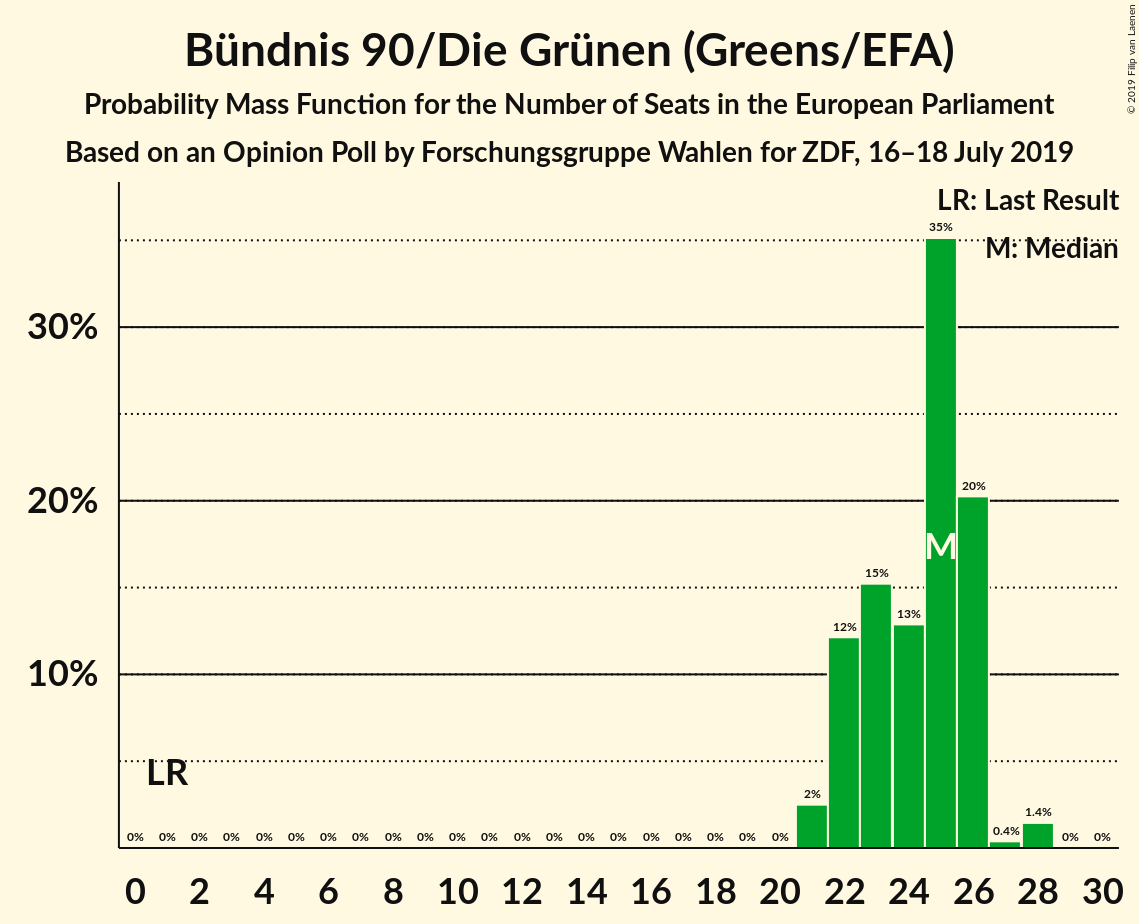 Bündnis 90/Die Grünen (Greens/EFA)
Probability Mass Function for the Number of Seats in the European Parliament
Based on an Opinion Poll by Forschungsgruppe Wahlen for ZDF, 16–18 July 2019
© 2019 Filip van Laenen
LR: Last Result
M: Median
35%
30%
20%
20%
M
15%
13%
12%
10%
LR
2%
1.4%
0.4%
0% 0% 0% 0% 0% 0% 0% 0% 0% 0% 0% 0% 0% 0% 0% 0% 0% 0% 0% 0% 0% 0% 0%
0 2 4 6 8 10 12 14 16 18 20 22 24 26 28 30